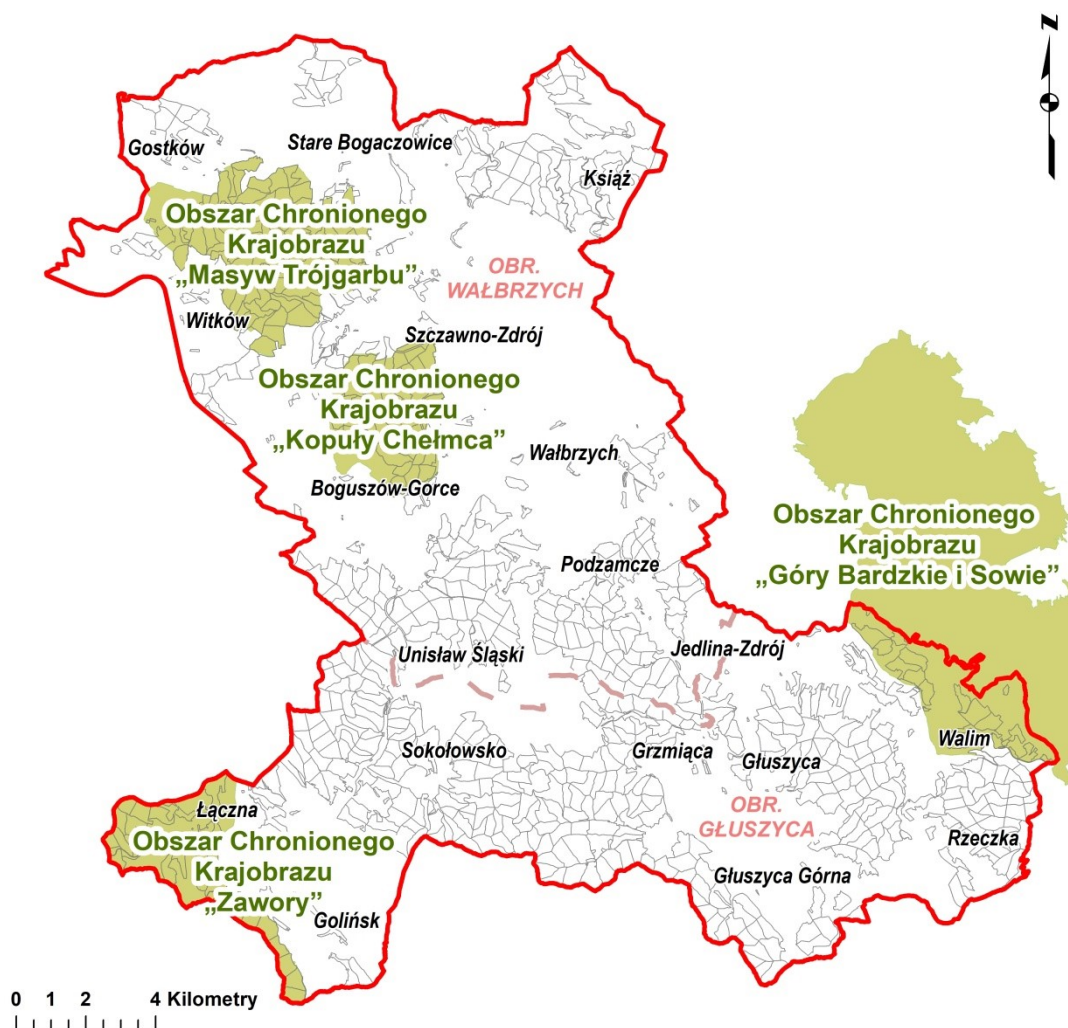 N
Gostków
Stare Bogaczowice
Książ
Obszar Chronionego
Krajobrazu
„Masyw Trójgarbu”
OBR.
WAŁBRZYCH
Witków
Szczawno-Zdrój
Obszar Chronionego
Krajobrazu
„Kopuły Chełmca”
Wałbrzych
Boguszów-Gorce
Obszar Chronionego
Krajobrazu
„Góry Bardzkie i Sowie”
Podzamcze
Unisław Śląski
Jedlina-Zdrój
Sokołowsko
Grzmiąca
Głuszyca
Walim
OBR.
GŁUSZYCA
Łączna
Obszar Chronionego
Krajobrazu
„Zawory”
Rzeczka
Głuszyca Górna
Golińsk
0 1 2 4 Kilometry